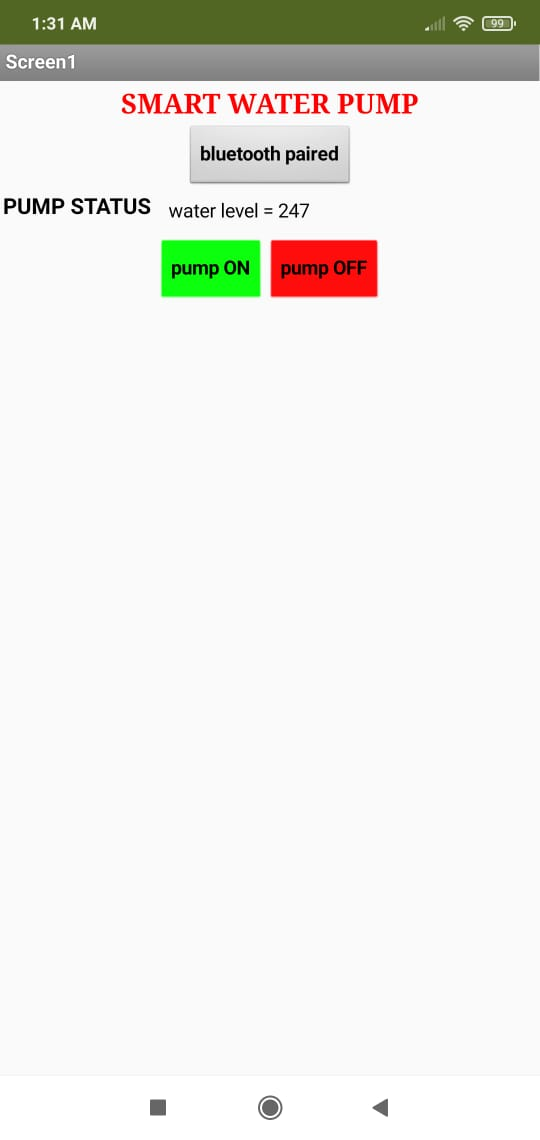 1:31 AM 99
Screen1
SMART WATER PUMP
bluetooth paired
PUMP STATUS water level = 247
pump ON pump OFF